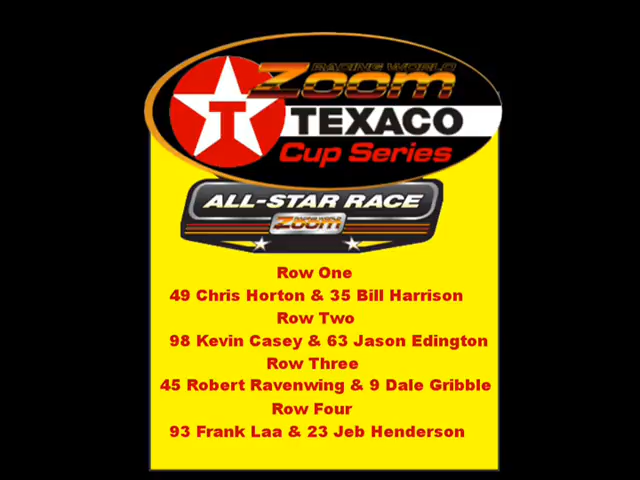 RACING WORLD
Zoom
T TEXACO
Cup Series
ALL-STAR RACE
RACING WORLD
Zoom
Row One
49 Chris Horton & 35 Bill Harrison
Row Two
98 Kevin Casey & 63 Jason Edington
Row Three
45 Robert Ravenwing & 9 Dale Gribble
Row Four
93 Frank Laa & 23 Jeb Henderson